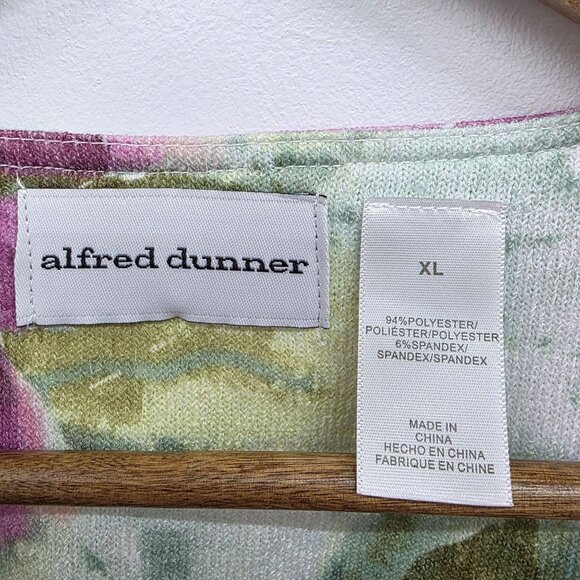 alfred dunner
XL
94%POLYESTER/
POLIÉSTER/POLYESTER
6%SPANDEX/
SPANDEX/SPANDEX
MADE IN
CHINA
HECHO EN CHINA
FABRIQUE EN CHINE